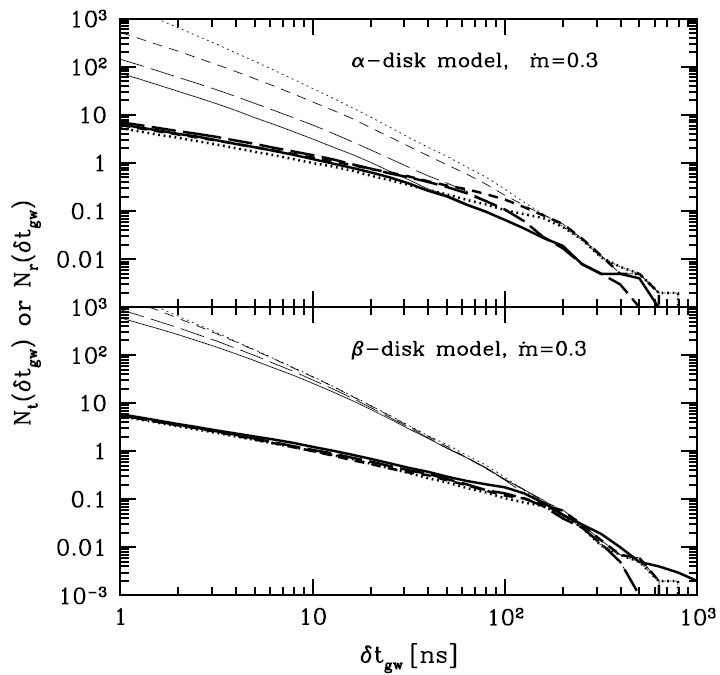 10³
α-disk model, ṁ=0.3
10²
10
1
0.1
0.01
10³
β-disk model, ṁ=0.3
10²
10
1
0.1
0.01
10⁻³
1 10 10² 10³
δt_gw [ns]
N_t(δt_gw) or N_r(δt_gw)